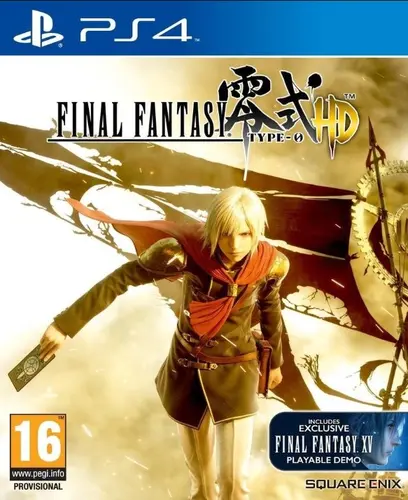 PS4
FINAL FANTASY 零式 HD™
TYPE-0
16
www.pegi.info
PROVISIONAL
INCLUDES
EXCLUSIVE
FINAL FANTASY XV
PLAYABLE DEMO
SQUARE ENIX